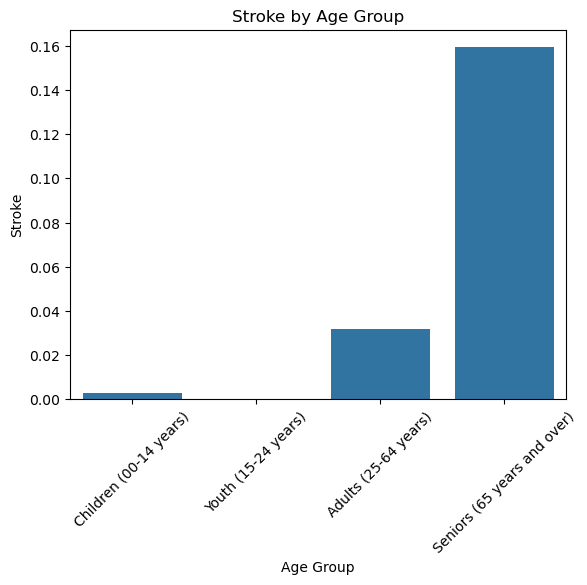 Stroke by Age Group
0.16
0.14
0.12
0.10
0.08
0.06
0.04
0.02
0.00
Stroke
Children (00-14 years)
Youth (15-24 years)
Adults (25-64 years)
Seniors (65 years and over)
Age Group